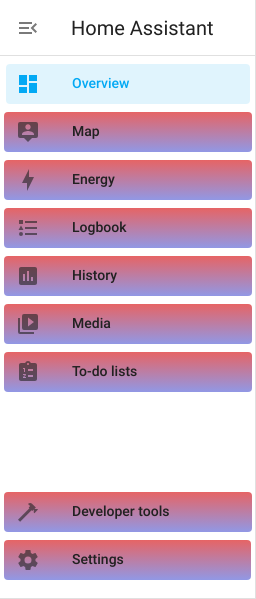 Home Assistant
Overview
Map
Energy
Logbook
History
Media
To-do lists
Developer tools
Settings